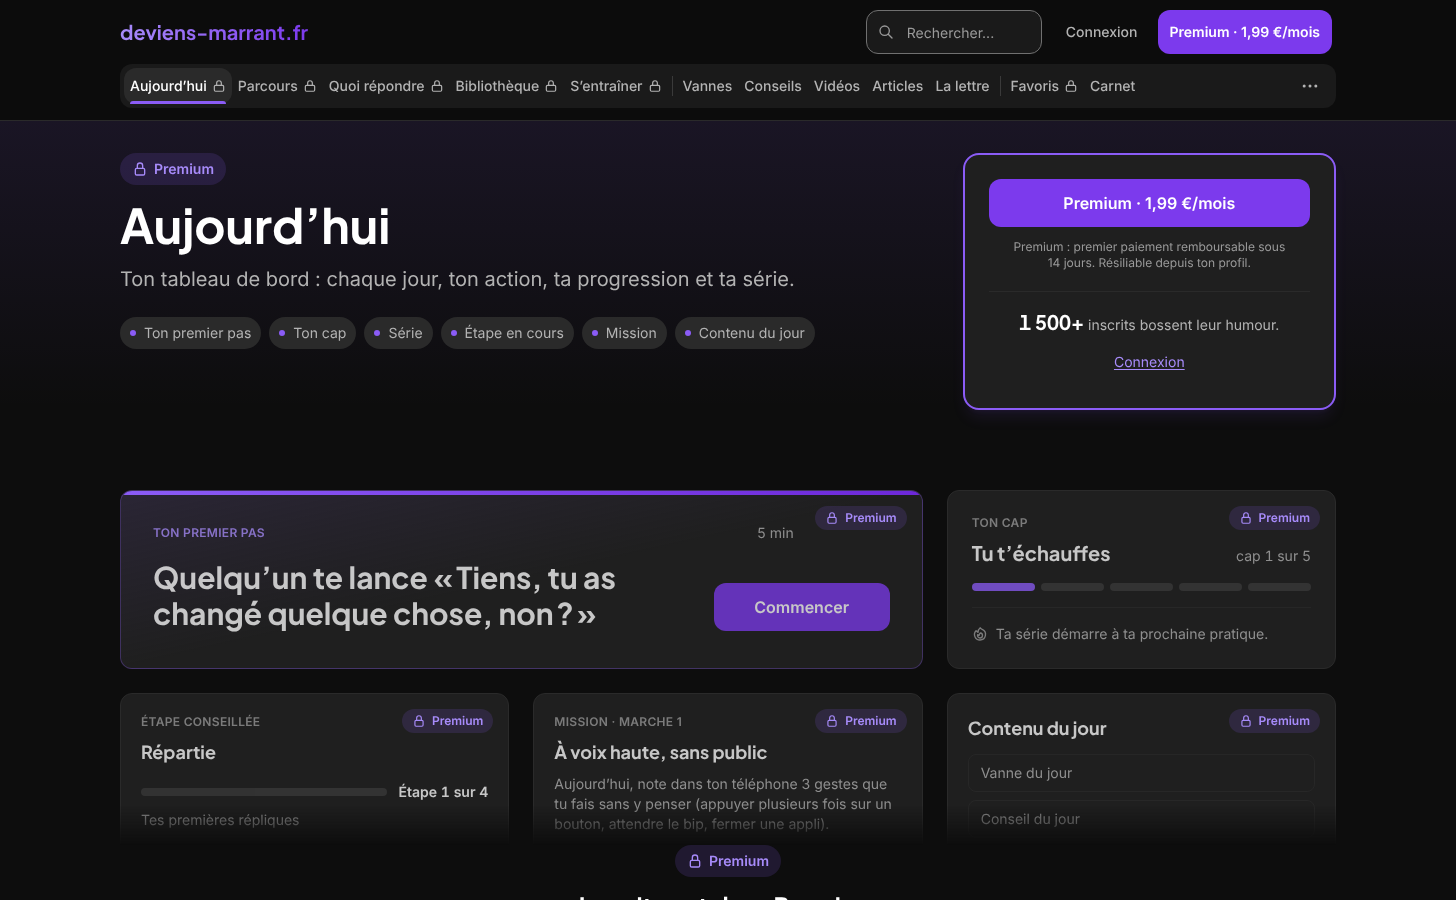 deviens-marrant.fr
Rechercher...
Connexion
Premium · 1,99 €/mois
Aujourd’hui
Parcours
Quoi répondre
Bibliothèque
S’entraîner
Vannes
Conseils
Vidéos
Articles
La lettre
Favoris
Carnet
Premium
Aujourd’hui
Ton tableau de bord : chaque jour, ton action, ta progression et ta série.
Ton premier pas
Ton cap
Série
Étape en cours
Mission
Contenu du jour
Premium · 1,99 €/mois
Premium : premier paiement remboursable sous
14 jours. Résiliable depuis ton profil.
1 500+ inscrits bossent leur humour.
Connexion
TON PREMIER PAS
5 min
Premium
Quelqu’un te lance « Tiens, tu as
changé quelque chose, non ? »
Commencer
TON CAP
Premium
Tu t’échauffes
cap 1 sur 5
Ta série démarre à ta prochaine pratique.
ÉTAPE CONSEILLÉE
Premium
Répartie
Étape 1 sur 4
Tes premières répliques
MISSION · MARCHE 1
Premium
À voix haute, sans public
Aujourd’hui, note dans ton téléphone 3 gestes que
tu fais sans y penser (appuyer plusieurs fois sur un
bouton, attendre le bip, fermer une appli).
Contenu du jour
Premium
Vanne du jour
Conseil du jour
Premium